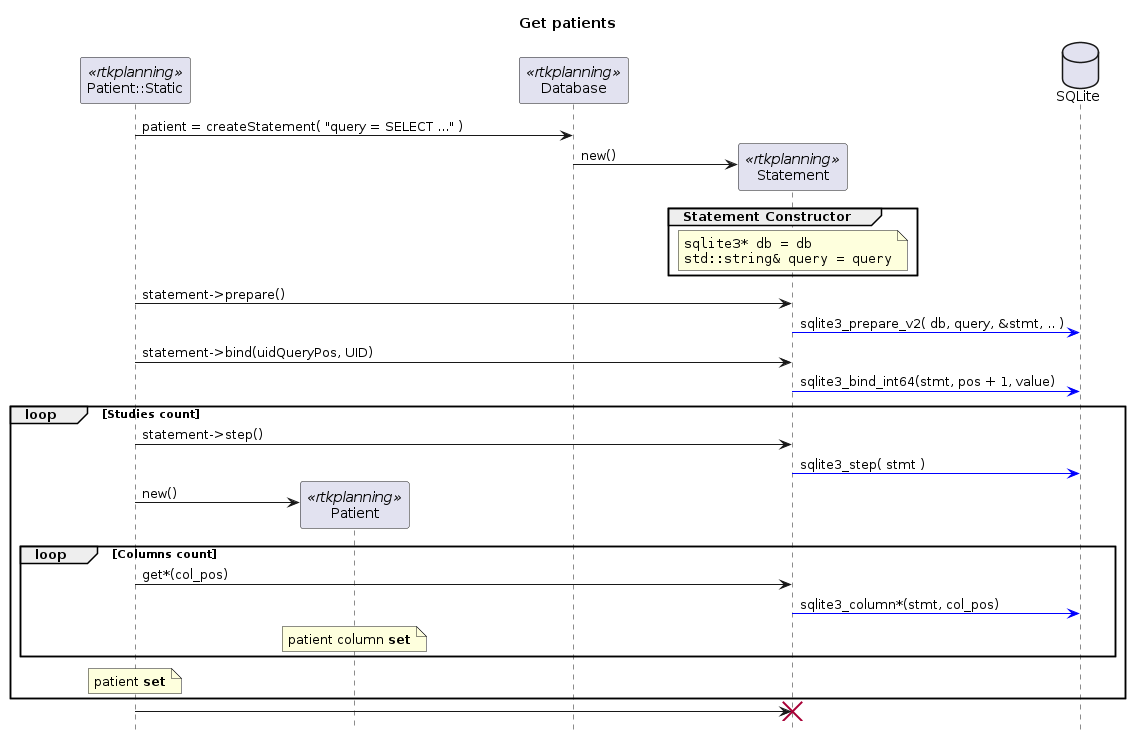 Get patients
«rtkplanning»
Patient::Static
«rtkplanning»
Database
SQLite
patient = createStatement( "query = SELECT ..." )
new()
«rtkplanning»
Statement
Statement Constructor
sqlite3* db = db
std::string& query = query
statement->prepare()
sqlite3_prepare_v2( db, query, &stmt, .. )
statement->bind(uidQueryPos, UID)
sqlite3_bind_int64(stmt, pos + 1, value)
loop [Studies count]
statement->step()
sqlite3_step( stmt )
new()
«rtkplanning»
Patient
loop [Columns count]
get*(col_pos)
sqlite3_column*(stmt, col_pos)
patient column set
patient set